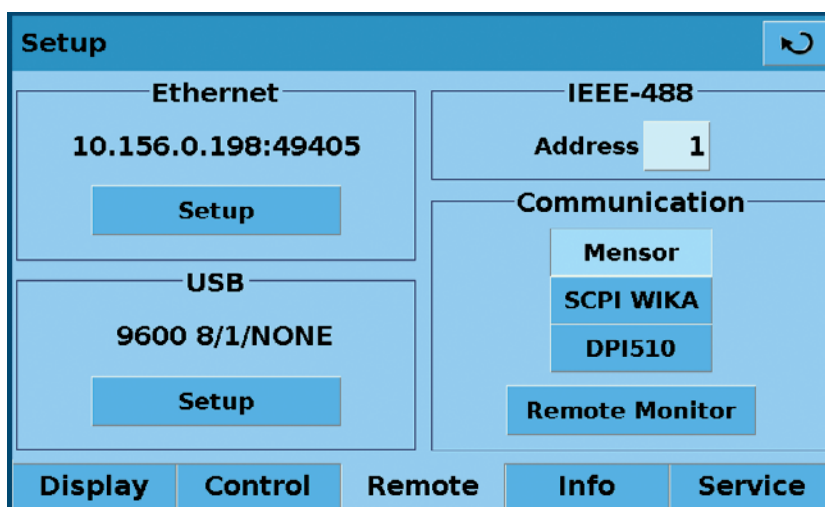 Setup
Ethernet
10.156.0.198:49405
Setup
USB
9600 8/1/NONE
Setup
IEEE-488
Address 1
Communication
Mensor
SCPI WIKA
DPI510
Remote Monitor
Display Control Remote Info Service